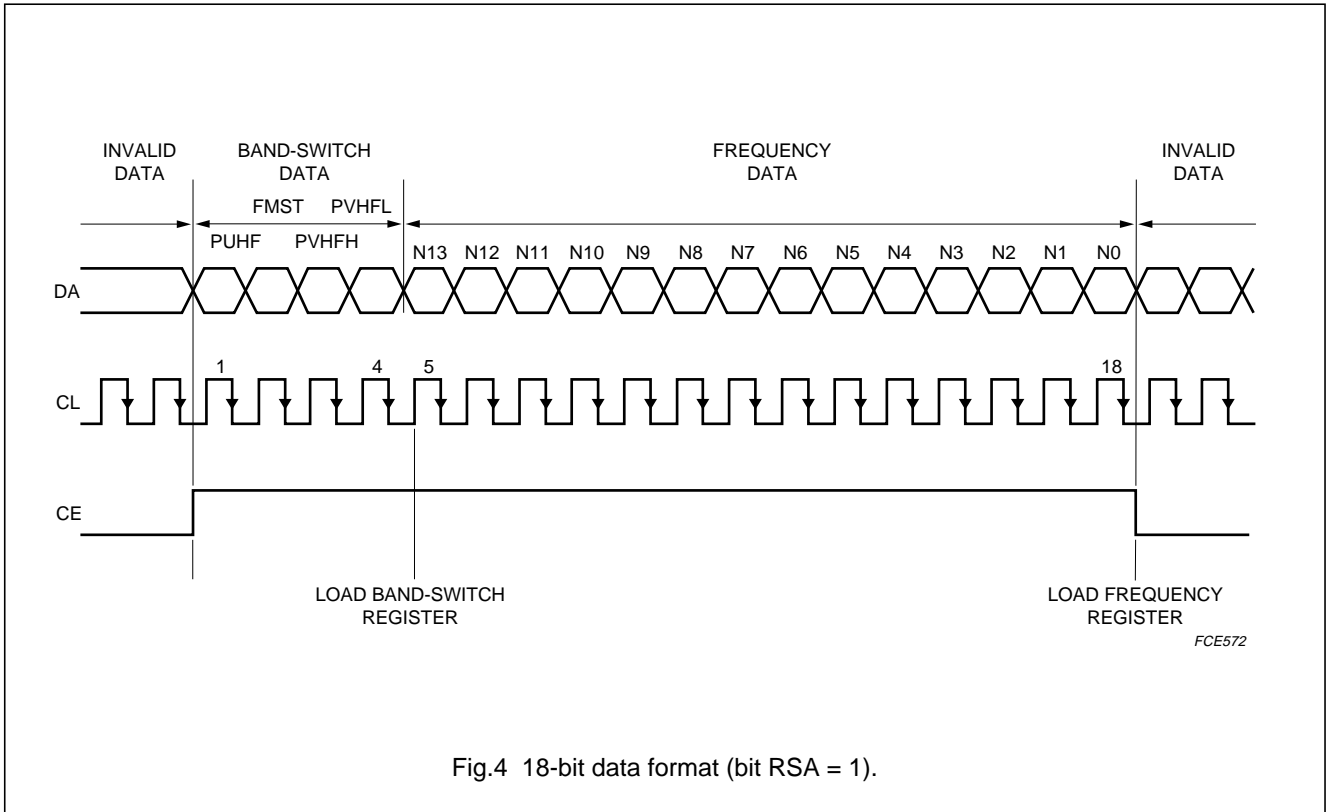 INVALID
DATA
BAND-SWITCH
DATA
FREQUENCY
DATA
INVALID
DATA
FMST PVHFL
PUHF PVHFH
N13 N12 N11 N10 N9 N8 N7 N6 N5 N4 N3 N2 N1 N0
DA
1 4 5 18
CL
CE
LOAD BAND-SWITCH
REGISTER
LOAD FREQUENCY
REGISTER
FCE572
Fig.4 18-bit data format (bit RSA = 1).